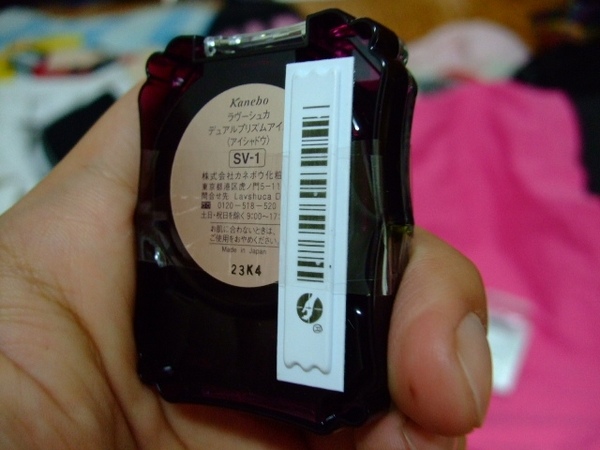 Kanebo
ラヴーシュカ
デュアルプリズムアイ
(アイシャドウ)
SV-1
株式会社カネボウ化粧
東京都港区虎ノ門5-11
問合せ先 Lavshuca D
0120-518-520
土日・祝日を除く9:00~17:
お肌に合わないときは、
ご使用をおやめください。
Made in Japan
23K4